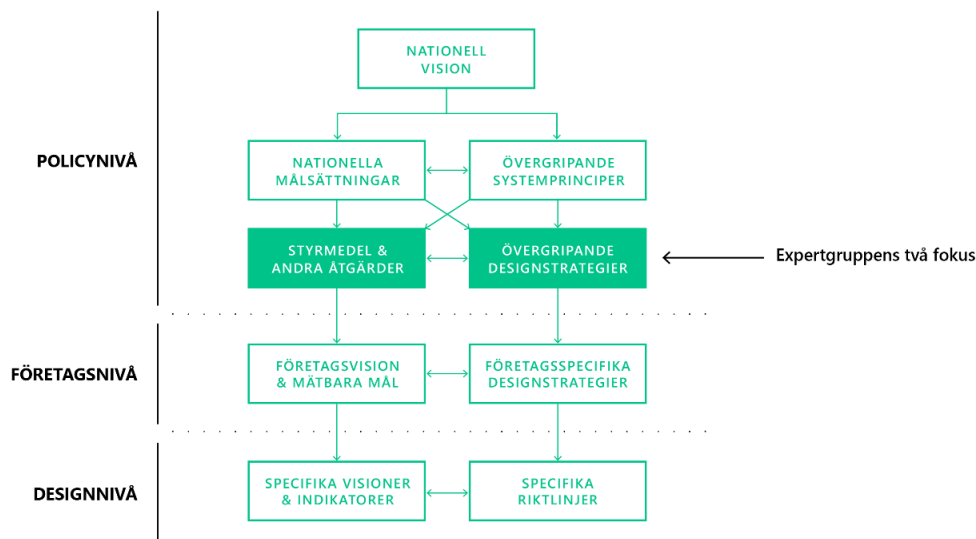 NATIONELL
VISION
POLICYNIVÅ
NATIONELLA
MÅLSÄTTNINGAR
ÖVERGRIPANDE
SYSTEMPRINCIPER
STYRMEDEL &
ANDRA ÅTGÄRDER
ÖVERGRIPANDE
DESIGNSTRATEGIER
Expertgruppens två fokus
FÖRETAGSNIVÅ
FÖRETAGSVISION
& MÄTBARA MÅL
FÖRETAGSSPECIFIKA
DESIGNSTRATEGIER
DESIGNNIVÅ
SPECIFIKA VISIONER
& INDIKATORER
SPECIFIKA
RIKTLINJER